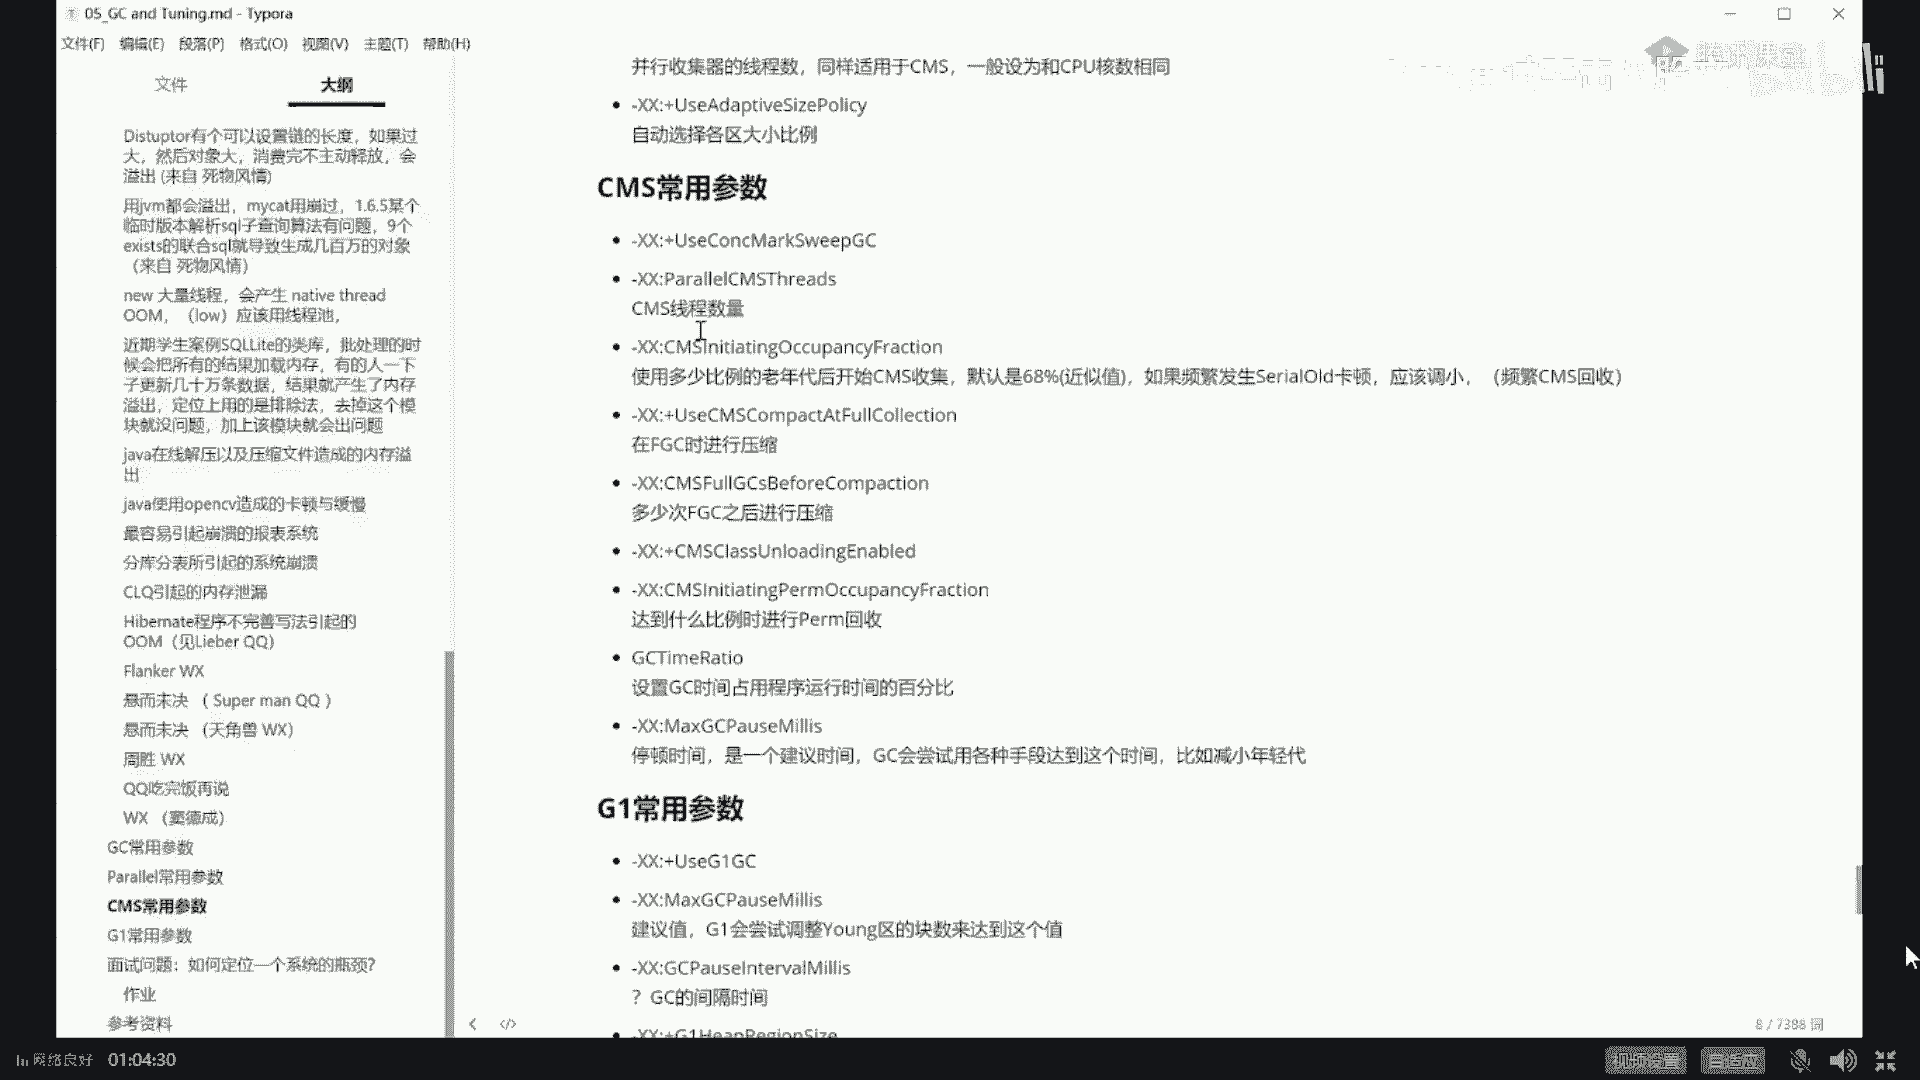 05_GC and Tuning.md - Typora
文件(F) 编辑(E) 段落(P) 格式(O) 视图(V) 主题(T) 帮助(H)
文件
大纲
Distuptor有个可以设置链的长度，如果过
大，然后对象大，消费完不主动释放，会
溢出 (来自 死物风情)
用jvm都会溢出，mycat用崩过，1.6.5某个
临时版本解析sql子查询算法有问题，9个
exists的联合sql就导致生成几百万的对象
（来自 死物风情）
new 大量线程，会产生 native thread
OOM，（low）应该用线程池，
近期学生案例SQLLite的类库，批处理的时
候会把所有的结果加载内存，有的人一下
子更新几十万条数据，结果就产生了内存
溢出，定位上用的是排除法，去掉这个模
块就没问题，加上该模块就会出问题
java在线解压以及压缩文件造成的内存溢
出
java使用opencv造成的卡顿与缓慢
最容易引起崩溃的报表系统
分库分表所引起的系统崩溃
CLQ引起的内存泄漏
Hibernate程序不完善写法引起的
OOM（见Lieber QQ）
Flanker WX
悬而未决 （ Super man QQ ）
悬而未决 （天角兽 WX）
周胜 WX
QQ吃完饭再说
WX （窦德成）
GC常用参数
Parallel常用参数
CMS常用参数
G1常用参数
面试问题：如何定位一个系统的瓶颈?
作业
参考资料
并行收集器的线程数，同样适用于CMS，一般设为和CPU核数相同
-XX:+UseAdaptiveSizePolicy
自动选择各区大小比例
CMS常用参数
-XX:+UseConcMarkSweepGC
-XX:ParallelCMSThreads
CMS线程数量
-XX:CMSInitiatingOccupancyFraction
使用多少比例的老年代后开始CMS收集，默认是68%(近似值)，如果频繁发生SerialOld卡顿，应该调小，（频繁CMS回收）
-XX:+UseCMSCompactAtFullCollection
在FGC时进行压缩
-XX:CMSFullGCsBeforeCompaction
多少次FGC之后进行压缩
-XX:+CMSClassUnloadingEnabled
-XX:CMSInitiatingPermOccupancyFraction
达到什么比例时进行Perm回收
GCTimeRatio
设置GC时间占用程序运行时间的百分比
-XX:MaxGCPauseMillis
停顿时间，是一个建议时间，GC会尝试用各种手段达到这个时间，比如减小年轻代
G1常用参数
-XX:+UseG1GC
-XX:MaxGCPauseMillis
建议值，G1会尝试调整Young区的块数来达到这个值
-XX:GCPauseIntervalMillis
？GC的间隔时间
-XX:+G1HeapRegionSize
8 / 7388 词
网络良好 01:04:30
视频设置 自适应